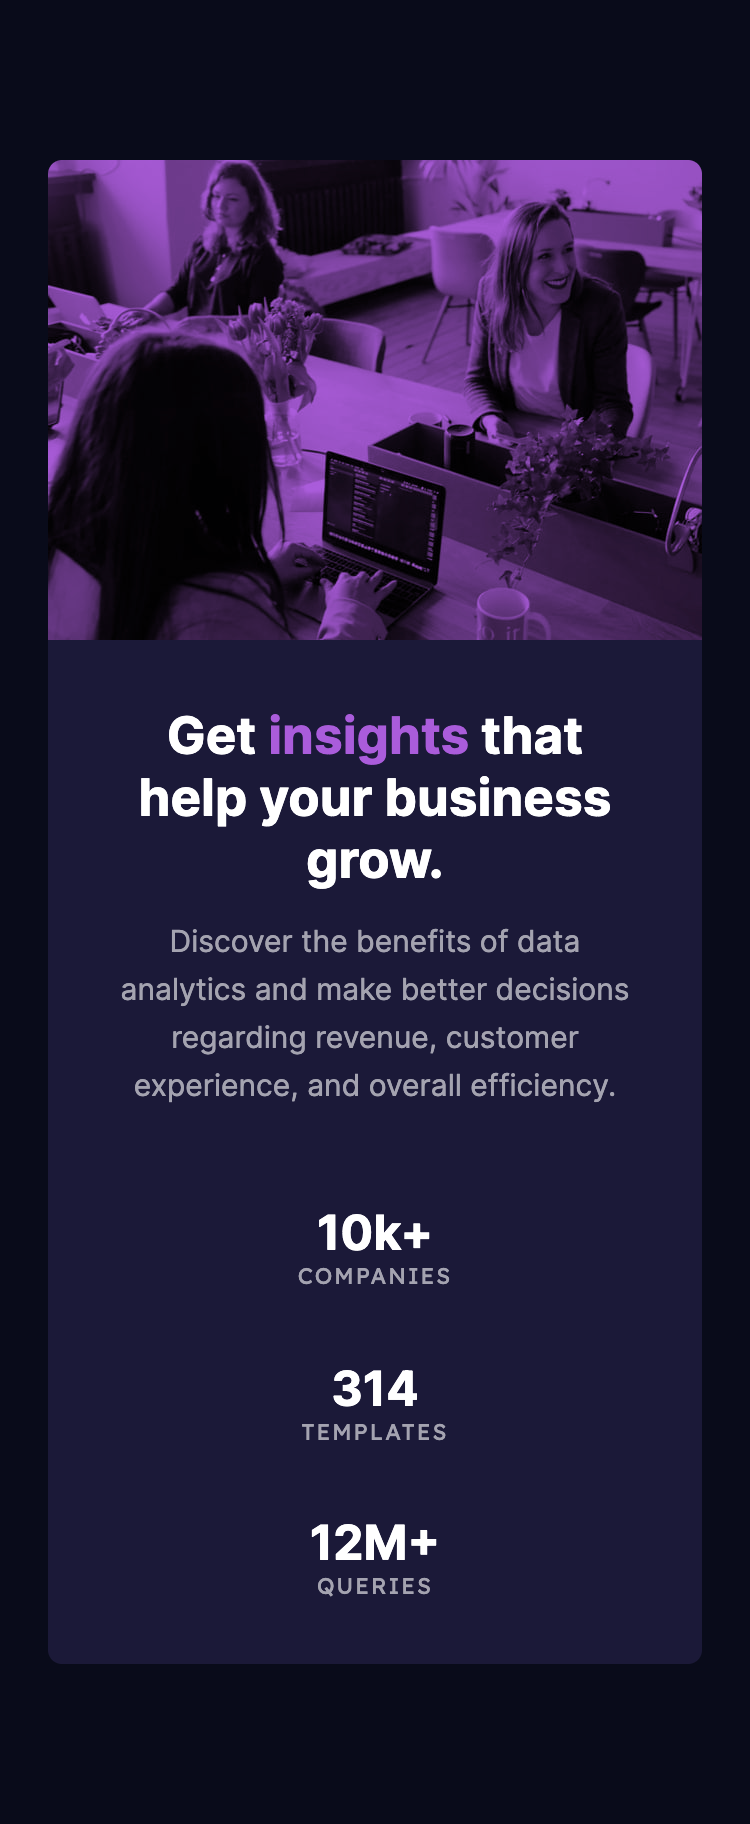 Get insights that
help your business
grow.
Discover the benefits of data
analytics and make better decisions
regarding revenue, customer
experience, and overall efficiency.
10k+
COMPANIES
314
TEMPLATES
12M+
QUERIES